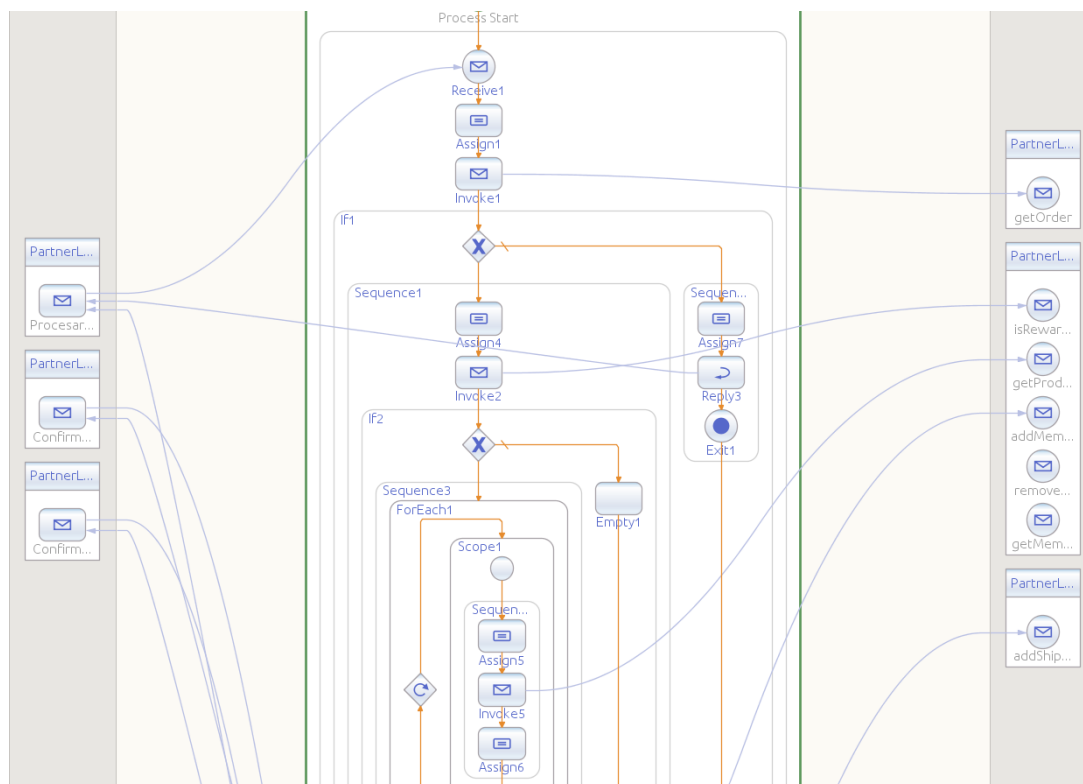 Process Start
Receive1
Assign1
Invoke1
If1
Sequence1
Assign4
Invoke2
If2
Sequence3
ForEach1
Scope1
Sequen...
Assign5
Invoke5
Assign6
Empty1
Sequen...
Assign7
Reply3
Exit1
PartnerL...
Procesar...
PartnerL...
Confirm...
PartnerL...
Confirm...
PartnerL...
getOrder
PartnerL...
isRewar...
getProd...
addMem...
remove...
getMem...
PartnerL...
addShip...